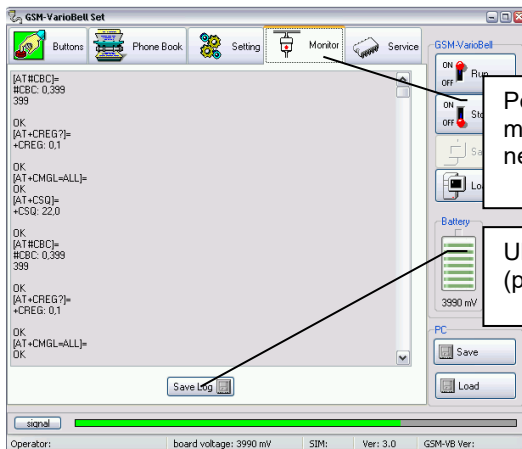 GSM-VarioBell Set
Buttons
Phone Book
Setting
Monitor
Service
[AT#CBC]=
#CBC: 0,399
399
OK
[AT+CREG?]=
+CREG: 0,1
OK
[AT+CMGL=ALL]=
OK
[AT+CSQ]=
+CSQ: 22,0
OK
[AT#CBC]=
#CBC: 0,399
399
OK
[AT+CREG?]=
+CREG: 0,1
OK
[AT+CMGL=ALL]=
OK
Save Log
GSM-VarioBell
ON
OFF
Run
ON
OFF
Battery
3990 mV
PC
Save
Load
signal
Operator:
board voltage: 3990 mV
SIM:
Ver: 3.0
GSM-VB Ver: